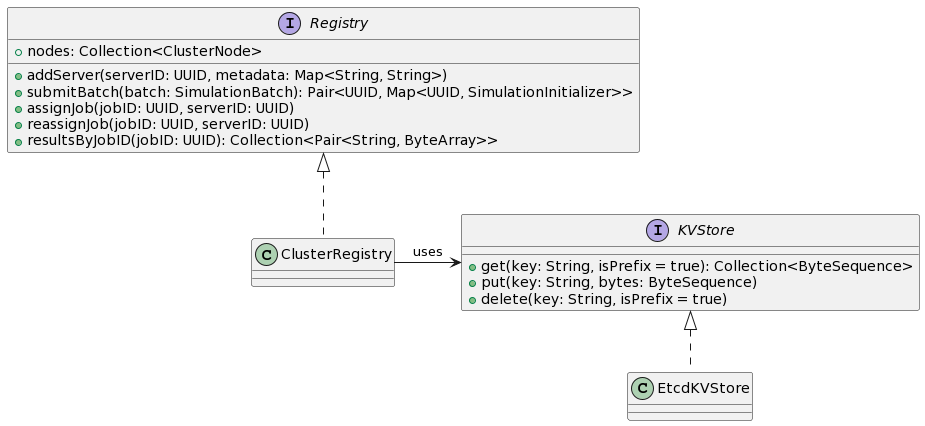 I Registry
nodes: Collection<ClusterNode>
addServer(serverID: UUID, metadata: Map<String, String>)
submitBatch(batch: SimulationBatch): Pair<UUID, Map<UUID, SimulationInitializer>>
assignJob(jobID: UUID, serverID: UUID)
reassignJob(jobID: UUID, serverID: UUID)
resultsByJobID(jobID: UUID): Collection<Pair<String, ByteArray>>
C ClusterRegistry
uses
I KVStore
get(key: String, isPrefix = true): Collection<ByteSequence>
put(key: String, bytes: ByteSequence)
delete(key: String, isPrefix = true)
C EtcdKVStore